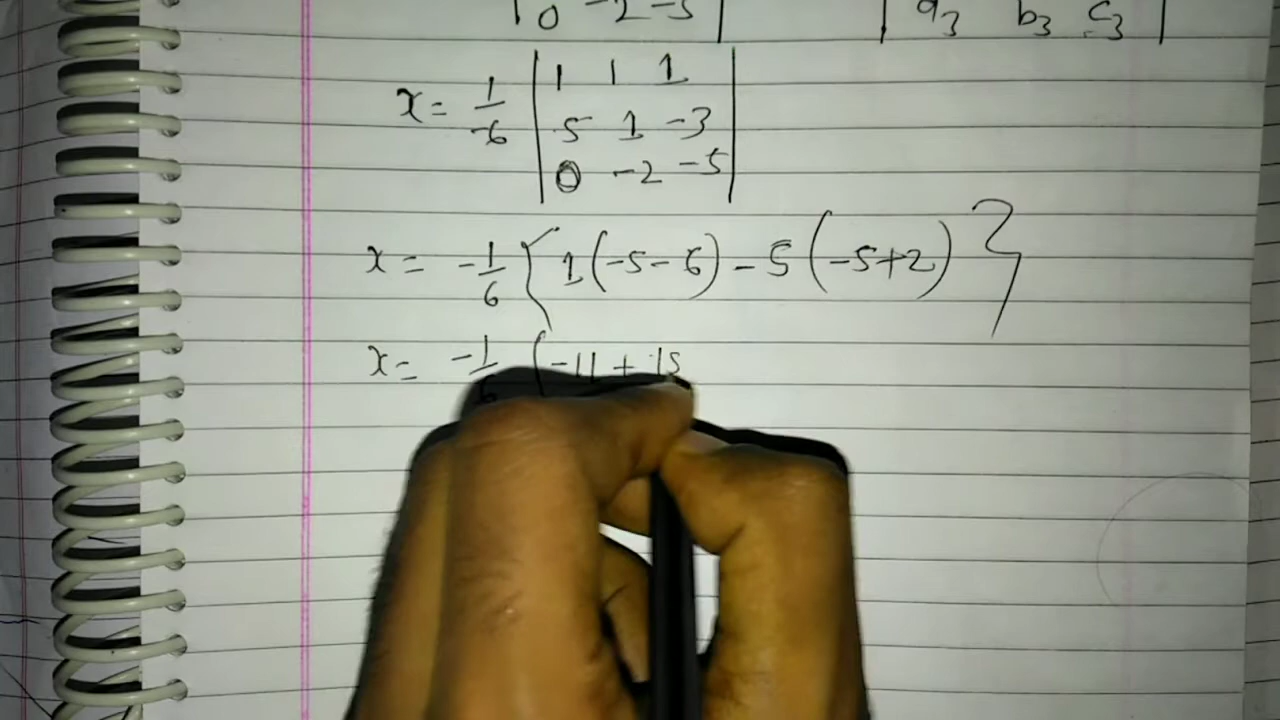 | 0 -2 -5 | | a₃ b₃ c₃ |
x = 1/-6 | 1 1 1 |
| 5 1 -3 |
| 0 -2 -5 |
x = -1/6 { 1(-5-6) - 5(-5+2) }
x = -1/6 (-11 + 15